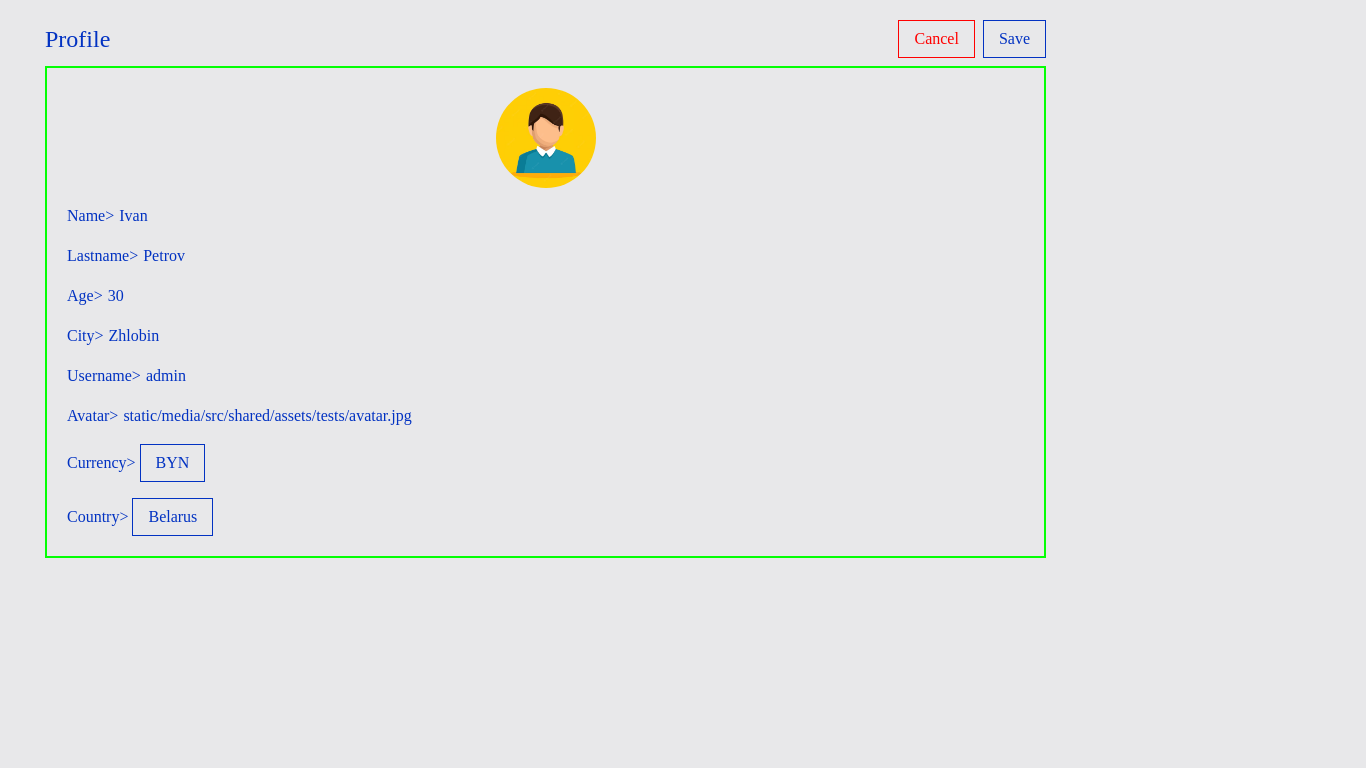 Profile
Cancel
Save
Name> Ivan
Lastname> Petrov
Age> 30
City> Zhlobin
Username> admin
Avatar> static/media/src/shared/assets/tests/avatar.jpg
Currency> BYN
Country> Belarus